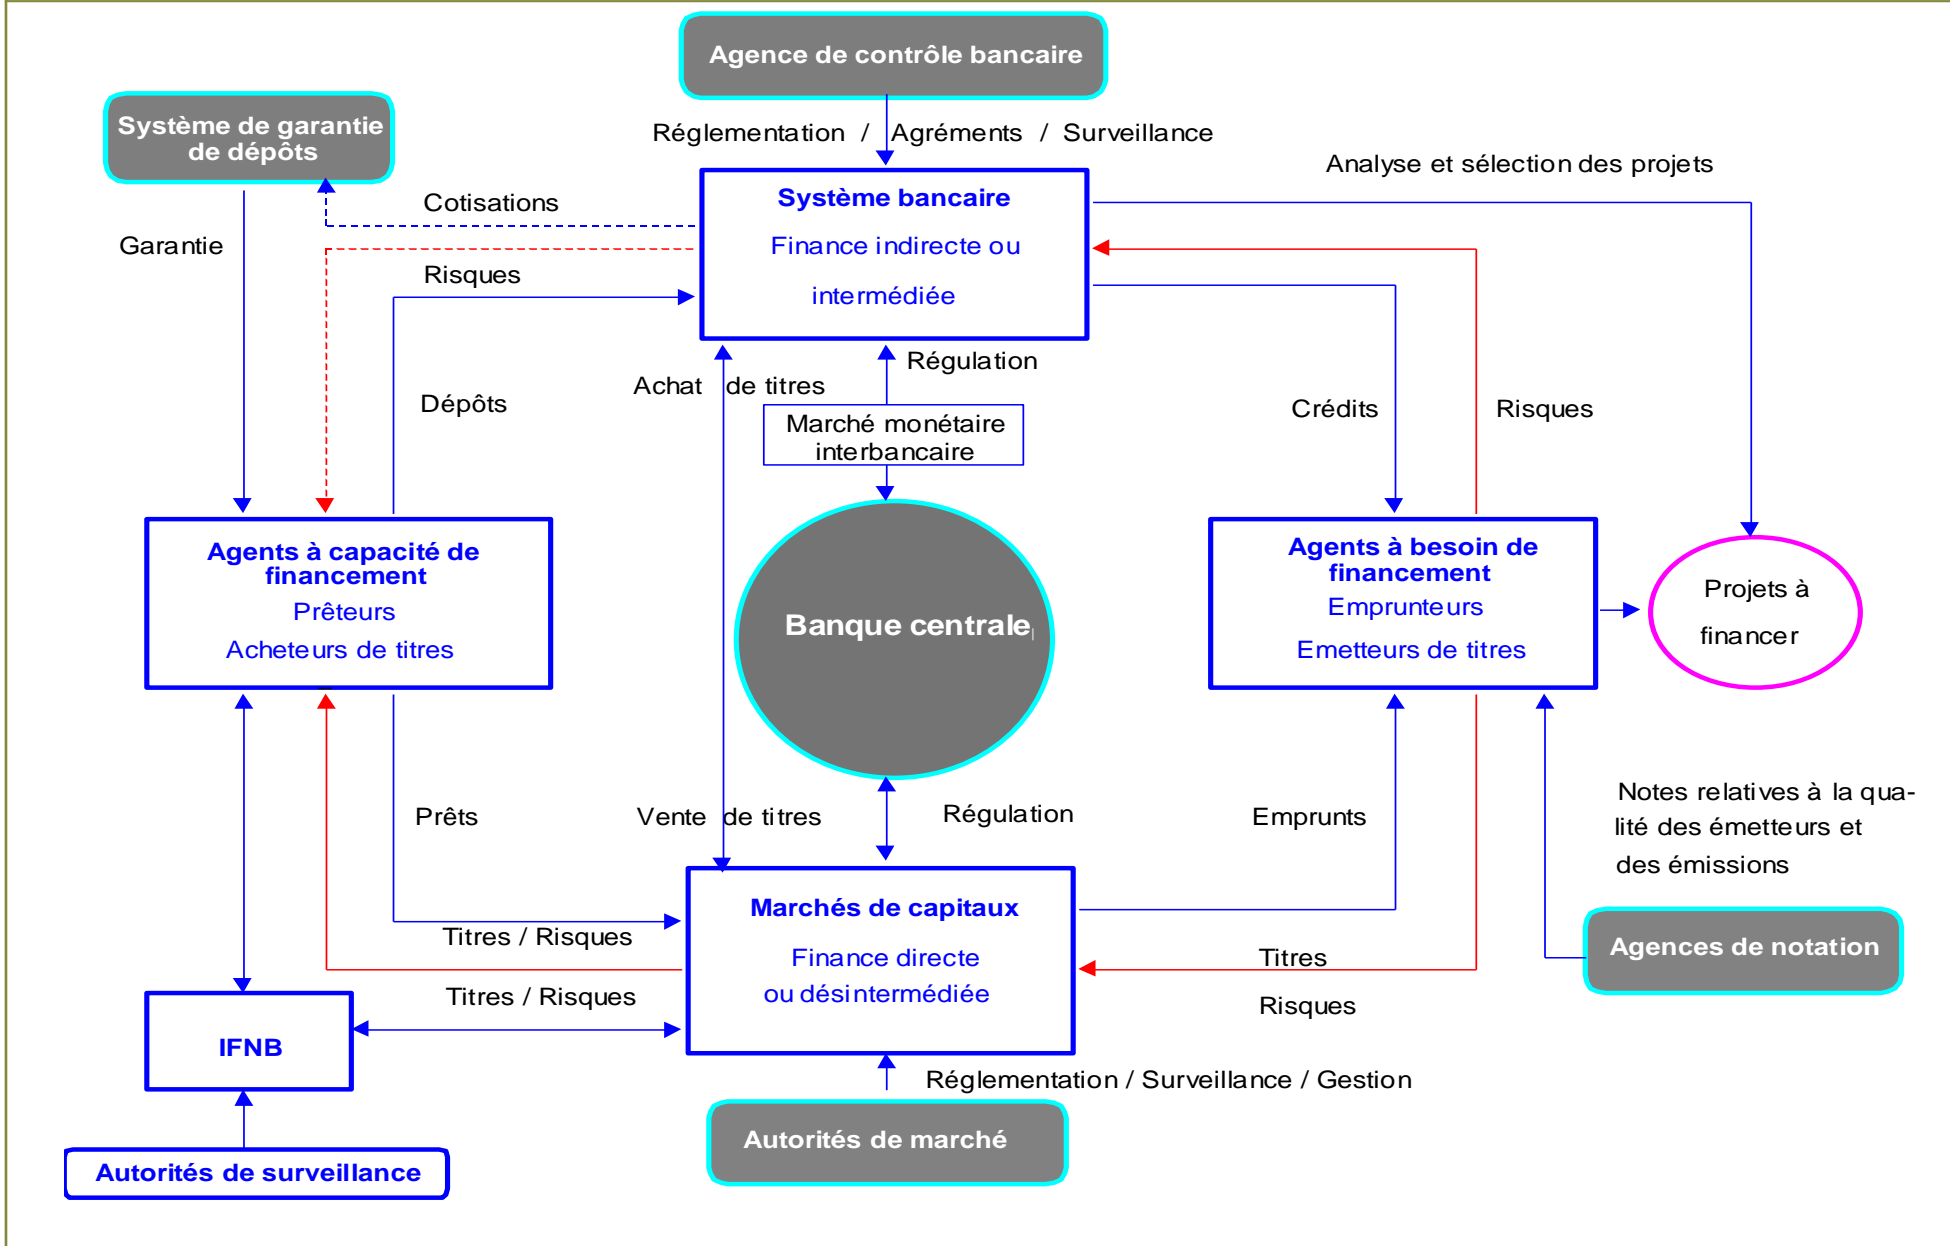 Agence de contrôle bancaire
Système de garantie
de dépôts
Réglementation / Agréments / Surveillance
Analyse et sélection des projets
Cotisations
Système bancaire
Garantie
Finance indirecte ou
Risques
intermédiée
Régulation
Achat de titres
Dépôts
Crédits
Risques
Marché monétaire
interbancaire
Agents à capacité de
financement
Prêteurs
Acheteurs de titres
Banque centrale
Agents à besoin de
financement
Emprunteurs
Emetteurs de titres
Projets à
financer
Prêts
Vente de titres
Régulation
Emprunts
Notes relatives à la qua-
lité des émetteurs et
des émissions
Marchés de capitaux
Titres / Risques
Finance directe
ou désintermédiée
Titres
Agences de notation
Titres / Risques
Risques
IFNB
Réglementation / Surveillance / Gestion
Autorités de marché
Autorités de surveillance